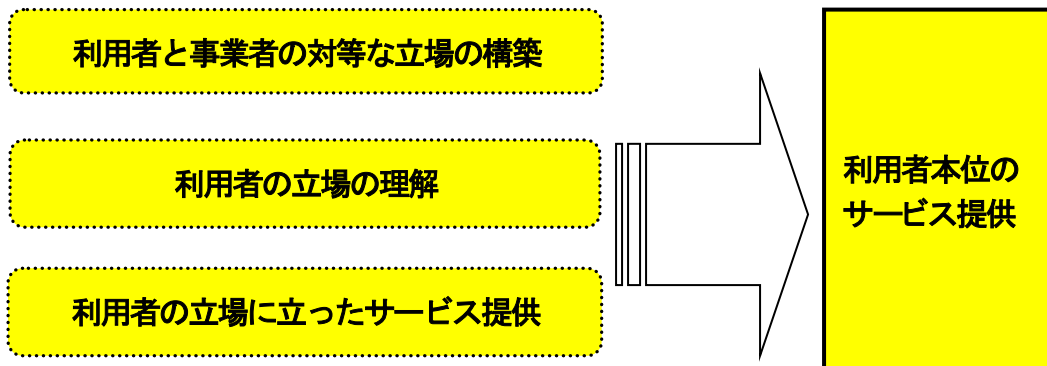 利用者と事業者の対等な立場の構築
利用者の立場の理解
利用者の立場に立ったサービス提供
利用者本位の
サービス提供